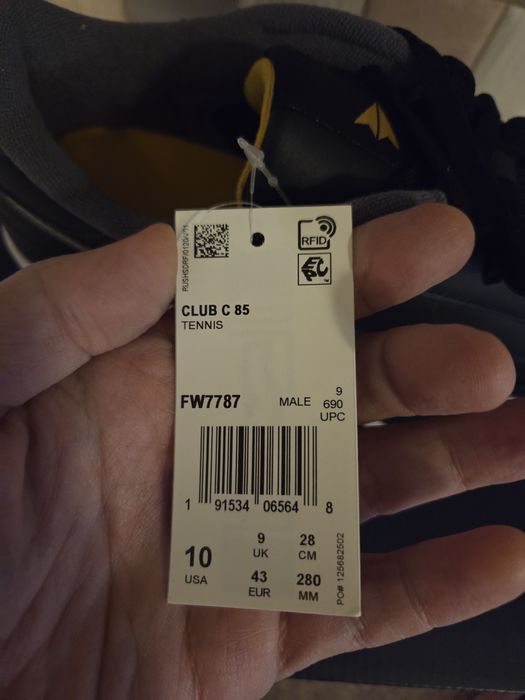 RFID
EPC
CLUB C 85
TENNIS
FW7787
MALE
9
690
UPC
1 91534 06564 8
10
USA
9
UK
28
CM
43
EUR
280
MM
PO# 125682502